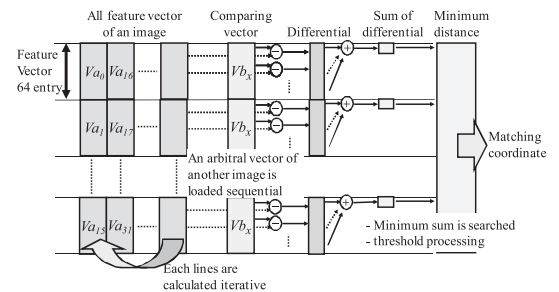 All feature vector
of an image
Comparing
vector
Differential
Sum of
differential
Minimum
distance
Feature
Vector
64 entry
Va0
Va16
Vbx
Va1
Va17
Vbx
An arbitral vector of
another image is
loaded sequential
Matching
coordinate
Va15
Va31
Vbx
- Minimum sum is searched
- threshold processing
Each lines are
calculated iterative